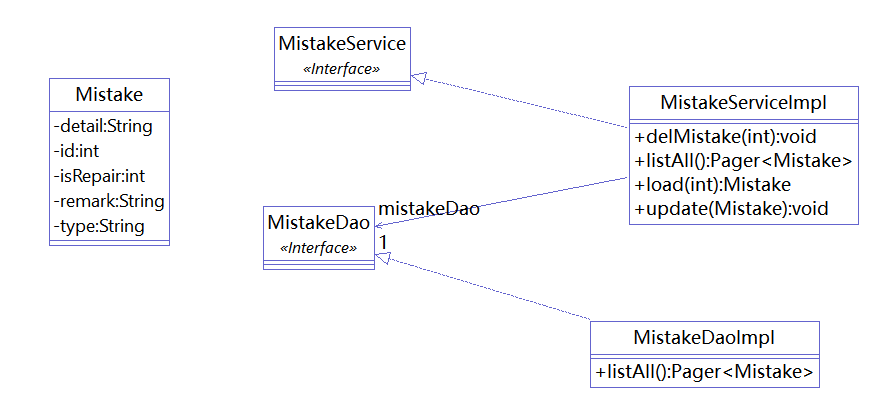 Mistake
-detail:String
-id:int
-isRepair:int
-remark:String
-type:String
MistakeService
«Interface»
MistakeServiceImpl
+delMistake(int):void
+listAll():Pager<Mistake>
+load(int):Mistake
+update(Mistake):void
mistakeDao
MistakeDao
«Interface»
1
MistakeDaoImpl
+listAll():Pager<Mistake>